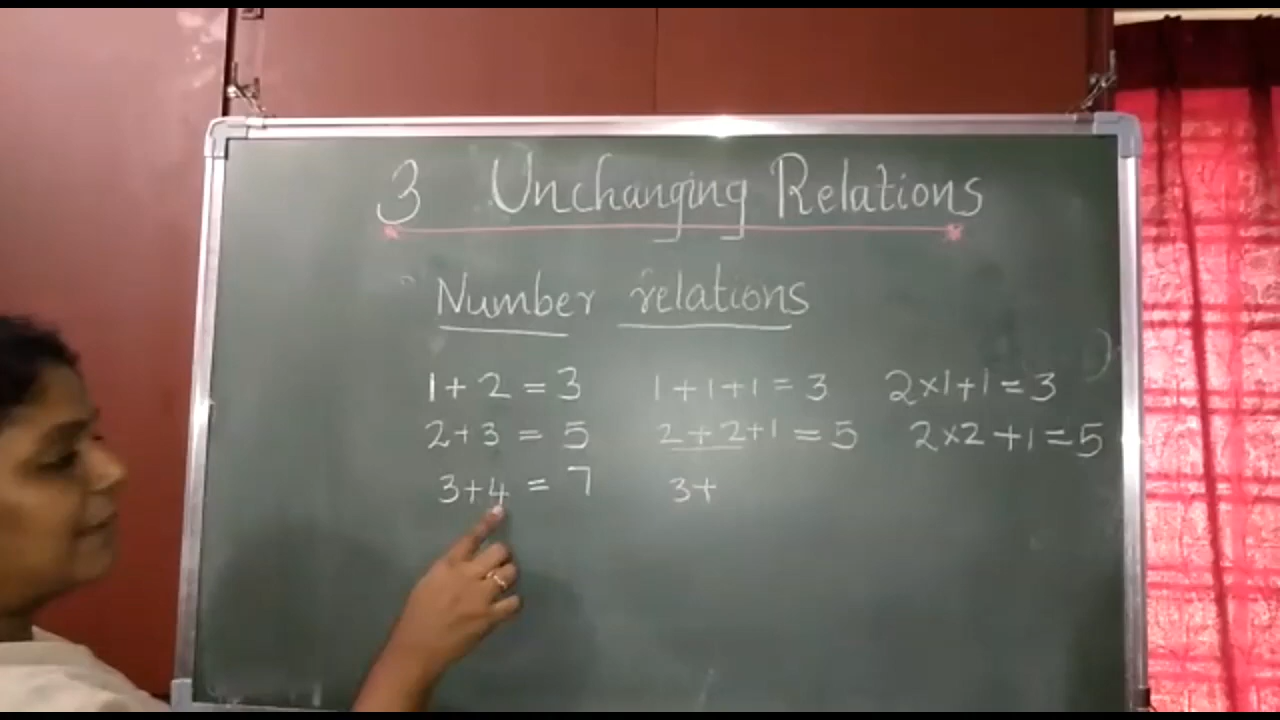 3 Unchanging Relations
Number relations
1 + 2 = 3 1 + 1 + 1 = 3 2 × 1 + 1 = 3
2 + 3 = 5 2 + 2 + 1 = 5 2 × 2 + 1 = 5
3 + 4 = 7 3 +